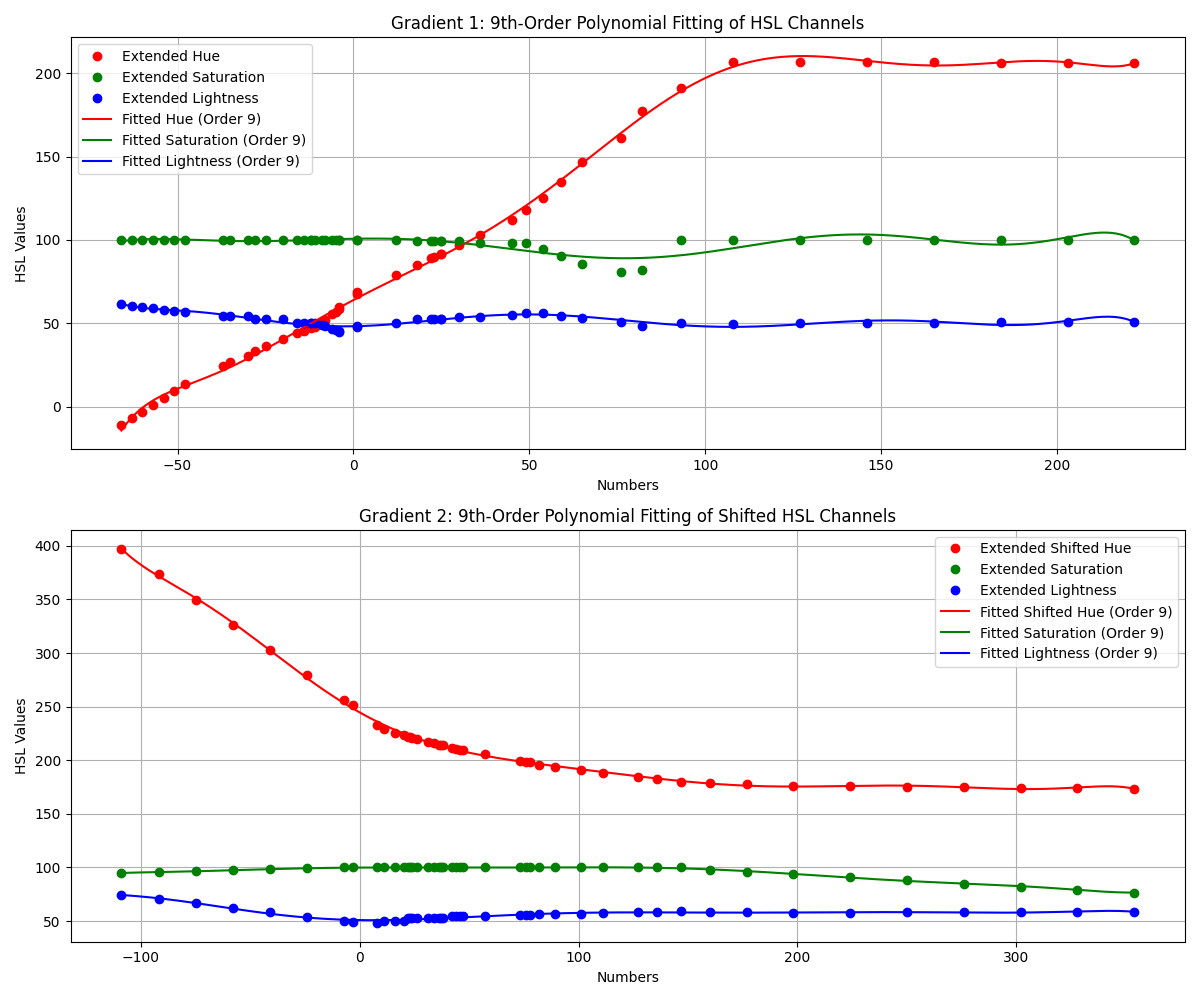 Gradient 1: 9th-Order Polynomial Fitting of HSL Channels
HSL Values
200
150
100
50
0
Extended Hue
Extended Saturation
Extended Lightness
Fitted Hue (Order 9)
Fitted Saturation (Order 9)
Fitted Lightness (Order 9)
−50 0 50 100 150 200
Numbers
Gradient 2: 9th-Order Polynomial Fitting of Shifted HSL Channels
HSL Values
400
350
300
250
200
150
100
50
Extended Shifted Hue
Extended Saturation
Extended Lightness
Fitted Shifted Hue (Order 9)
Fitted Saturation (Order 9)
Fitted Lightness (Order 9)
−100 0 100 200 300
Numbers